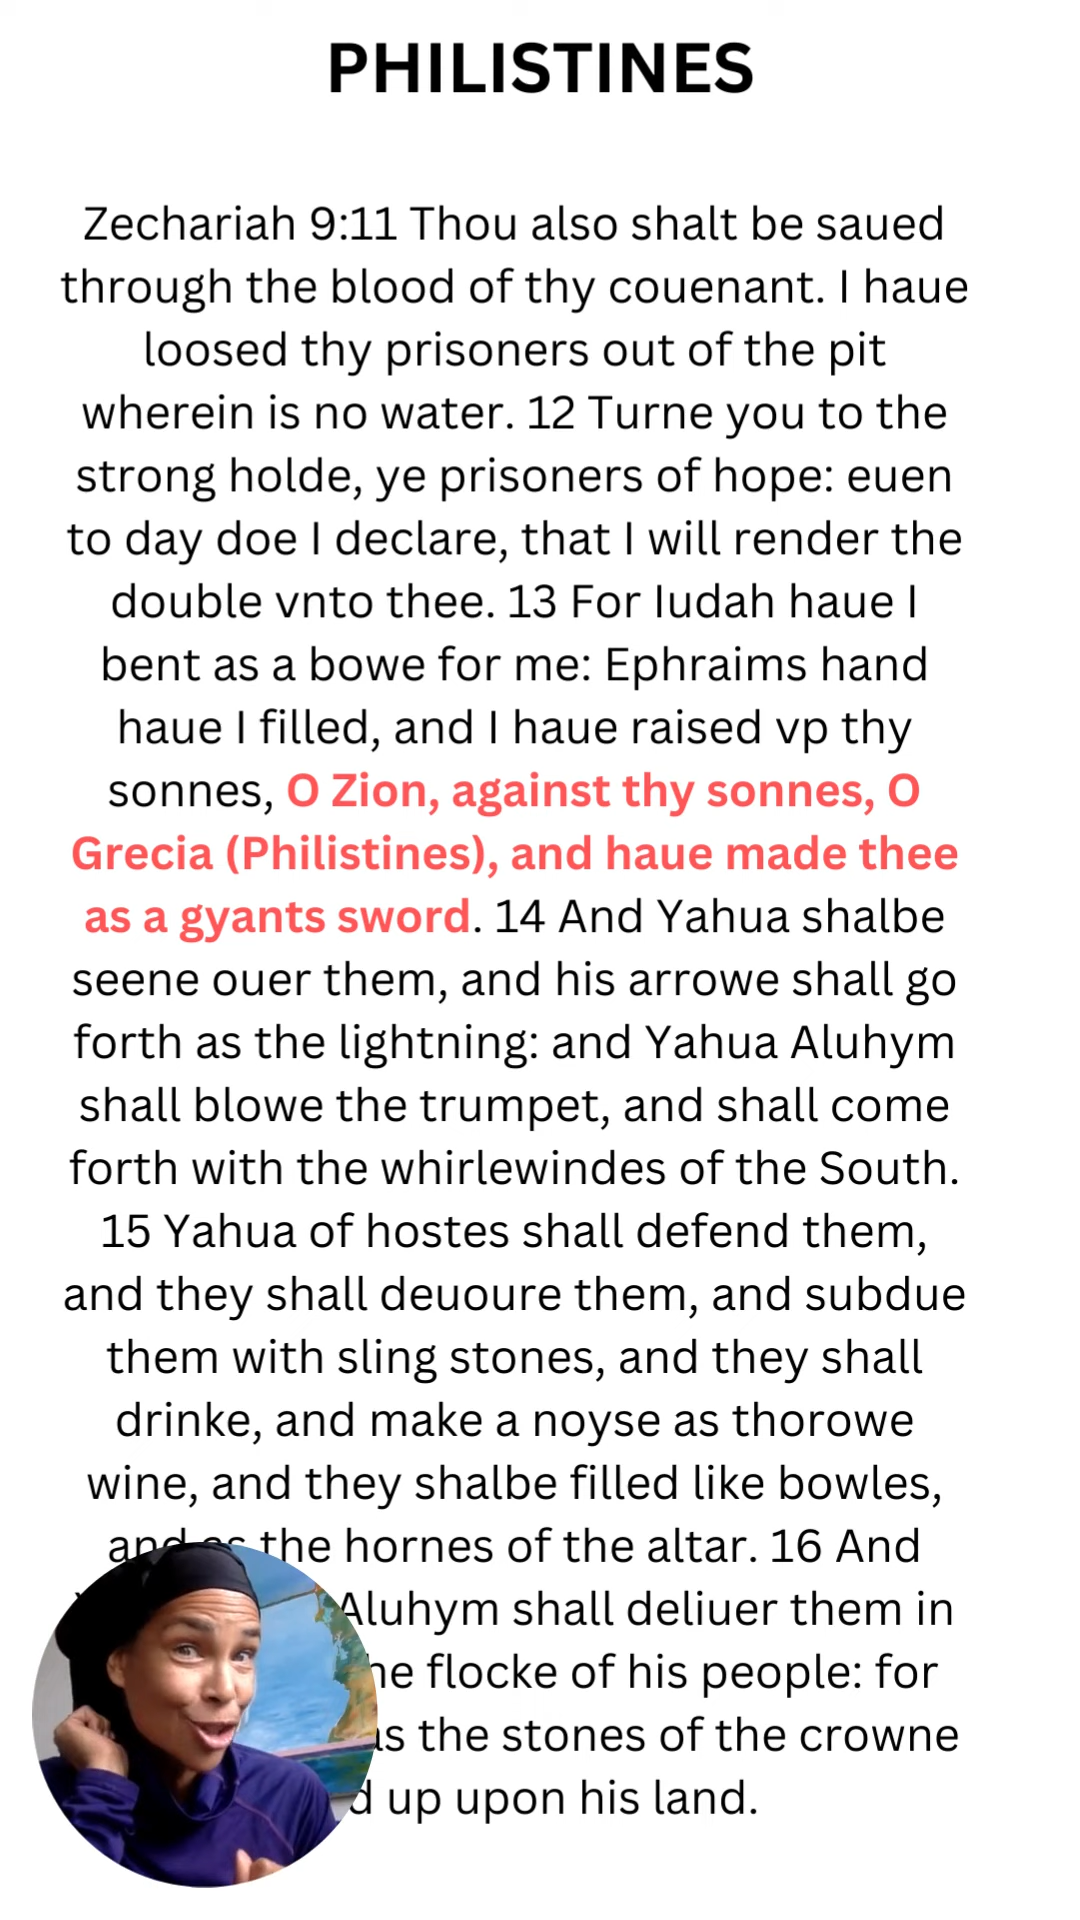 PHILISTINES
Zechariah 9:11 Thou also shalt be saued
through the blood of thy couenant. I haue
loosed thy prisoners out of the pit
wherein is no water. 12 Turne you to the
strong holde, ye prisoners of hope: euen
to day doe I declare, that I will render the
double vnto thee. 13 For Iudah haue I
bent as a bowe for me: Ephraims hand
haue I filled, and I haue raised vp thy
sonnes, O Zion, against thy sonnes, O
Grecia (Philistines), and haue made thee
as a gyants sword. 14 And Yahua shalbe
seene ouer them, and his arrowe shall go
forth as the lightning: and Yahua Aluhym
shall blowe the trumpet, and shall come
forth with the whirlewindes of the South.
15 Yahua of hostes shall defend them,
and they shall deuoure them, and subdue
them with sling stones, and they shall
drinke, and make a noyse as thorowe
wine, and they shalbe filled like bowles,
and as the hornes of the altar. 16 And
Aluhym shall deliuer them in
flocke of his people: for
the stones of the crowne
up upon his land.